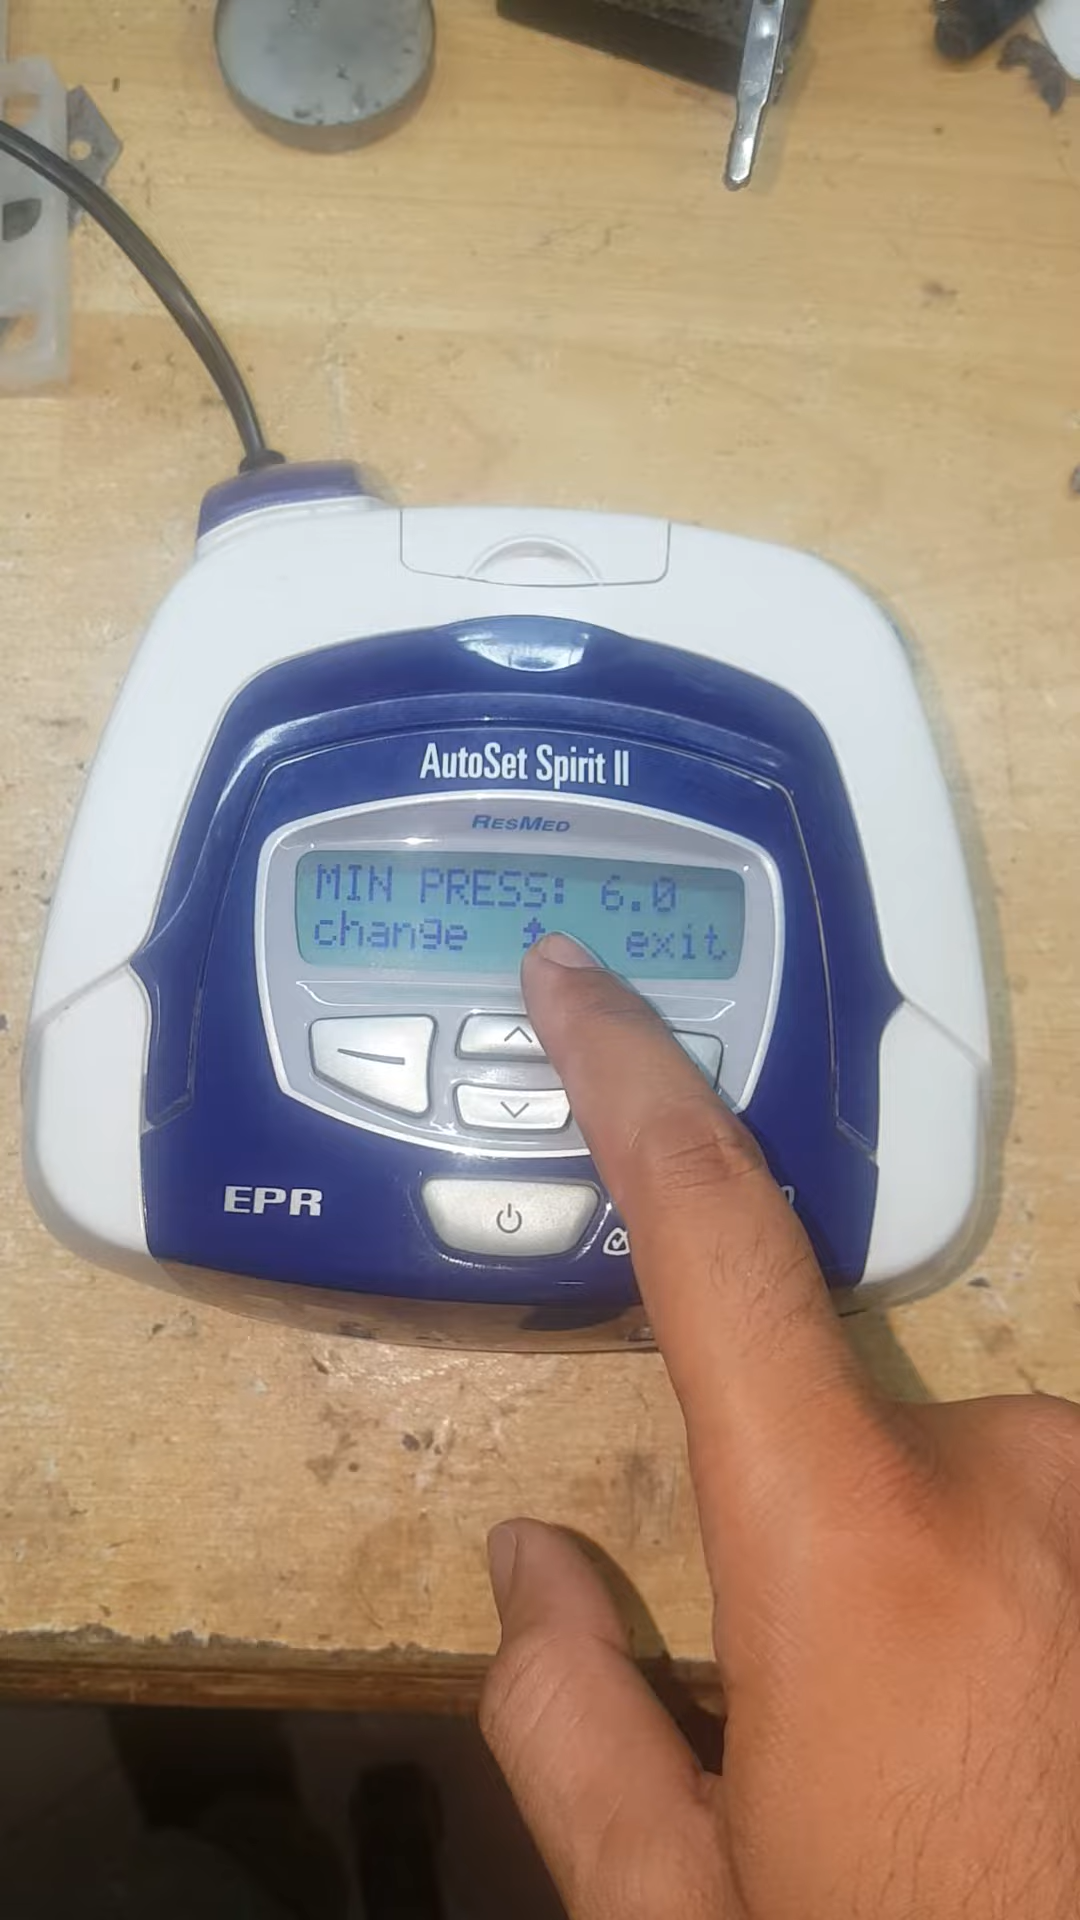 AutoSet Spirit II
RESMED
MIN PRESS: 6.0
change exit
EPR